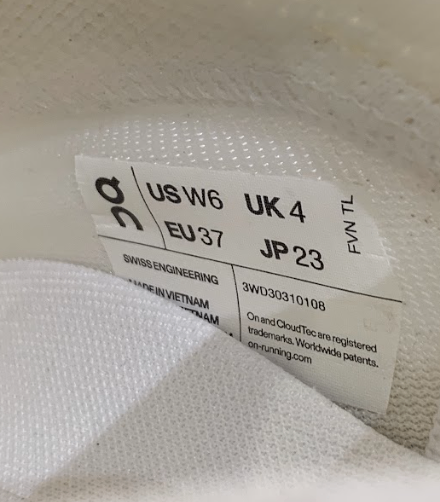 US W6 UK 4
EU 37 JP 23
FVN TL
SWISS ENGINEERING
MADE IN VIETNAM
3WD30310108
On and CloudTec are registered
trademarks. Worldwide patents.
on-running.com